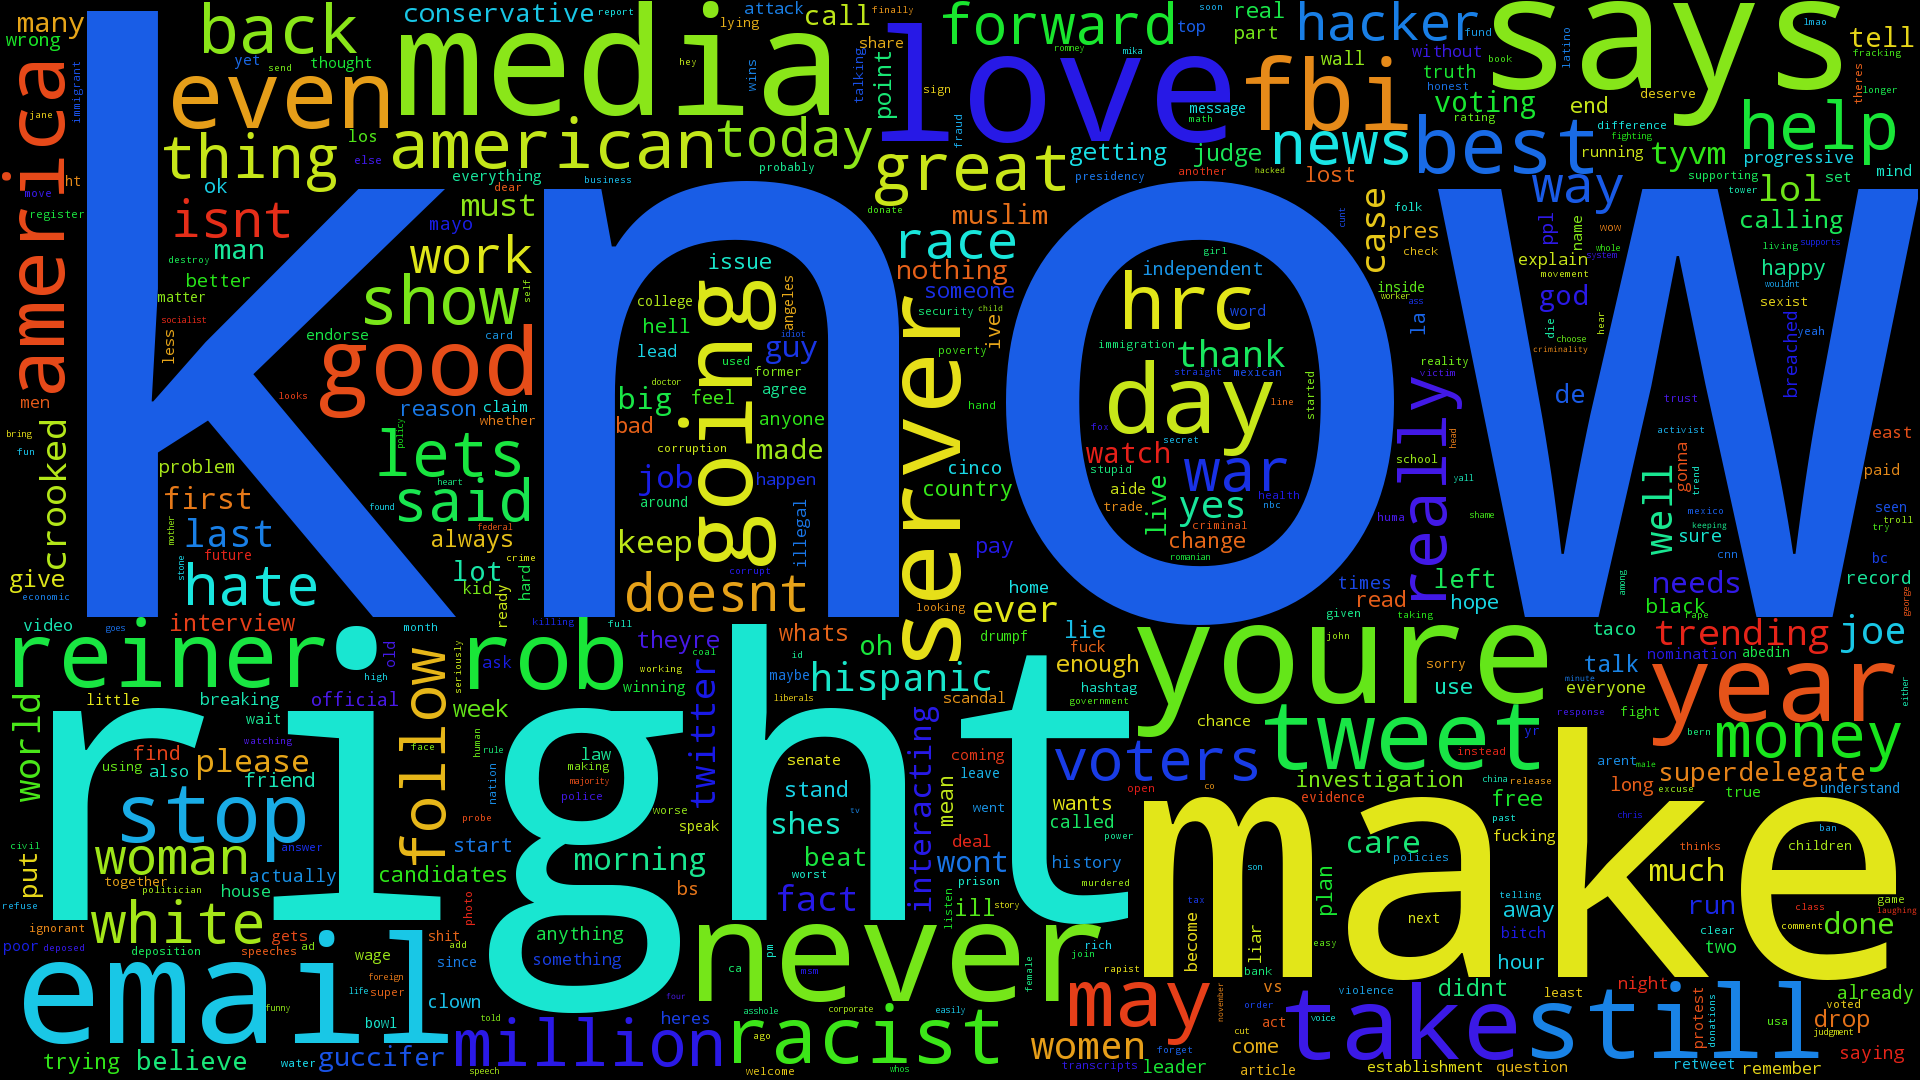 know
right
make
media
love
says
fbi
email
never
youre
year
good
server
going
reiner
rob
day
hrc
still
take
tweet
may
million
racist
america
american
even
back
thing
today
forward
great
news
hacker
best
help
way
lol
tyvm
voting
truth
tell
many
wrong
conservative
call
attack
lying
report
finally
share
point
talking
wins
hey
romney
mika
top
soon
real
part
wall
fund
without
book
latino
lmao
fracking
theres
longer
deserve
end
honest
rating
difference
fighting
running
progressive
set
mind
supporting
tower
calling
living
supports
happy
sexist
yeah
breached
wouldnt
ppl
name
wow
explain
movement
whole
system
god
die
hear
choose
criminality
de
trust
activist
east
paid
gonna
trend
well
mexico
keeping
sure
cnn
seen
troll
try
bc
record
needs
black
rape
among
george
trending
joe
abedin
nomination
taco
talk
everyone
minute
response
fight
either
money
bern
superdelegate
arent
male
long
true
excuse
understand
free
fucking
china
release
past
chris
thinks
ban
children
much
run
class
game
laughing
comment
done
clear
two
away
telling
bitch
hour
night
least
didnt
violence
already
voted
drop
usa
judgment
protest
donations
saying
remember
retweet
question
establishment
article
leader
transcripts
women
come
act
cut
order
voice
vs
bank
november
forget
liar
become
easy
tax
plan
next
son
care
policies
investigation
evidence
instead
yr
voters
chance
wants
called
open
co
power
history
murdered
wont
deal
prison
went
leave
coming
scandal
mean
interacting
hispanic
whats
oh
id
maybe
liberals
theyre
twitter
winning
working
coal
killing
full
ask
seriously
week
follow
high
old
month
goes
video
interview
official
breaking
little
wait
watching
world
find
using
also
please
friend
stop
civil
put
woman
together
politician
answer
actually
house
refuse
ignorant
white
poor
deposed
deposition
gets
speeches
ad
wage
shit
photo
add
since
foreign
super
life
funny
clown
bowl
trying
believe
water
guccifer
told
speech
heres
four
asshole
ago
welcome
corporate
whos
easily
msm
pm
ca
anything
something
female
join
rich
rapist
ill
story
listen
fact
bs
morning
candidates
start
probe
nation
human
rule
face
law
making
majority
police
worse
speak
senate
stand
shes
tv
beat
worst
government
hashtag
enough
lie
fuck
drumpf
home
ever
looking
sorry
use
john
given
taking
read
times
hope
left
really
huma
shame
yall
school
head
victim
reality
la
inside
worker
ass
check
pres
folk
case
cunt
muslim
lost
race
nothing
someone
security
child
ive
poverty
hand
cinco
country
pay
girl
independent
word
immigration
thank
straight
mexican
started
line
fox
secret
watch
stupid
war
aide
trade
live
yes
health
nbc
criminal
change
romanian
judge
another
hacked
getting
presidency
message
math
sign
fraud
donate
probably
business
everything
dear
else
los
thought
yet
send
immigrant
jane
ht
move
register
ok
isnt
man
destroy
better
matter
socialist
less
men
bring
fun
crooked
give
economic
problem
first
last
future
hate
mother
stone
must
mayo
work
show
self
endorse
card
looks
reason
claim
whether
policy
lets
heart
found
said
federal
always
lot
crime
kid
ready
hard
issue
college
hell
lead
used
doctor
big
feel
bad
guy
angeles
idiot
former
agree
anyone
made
corruption
job
happen
around
keep
illegal
corrupt
doesnt